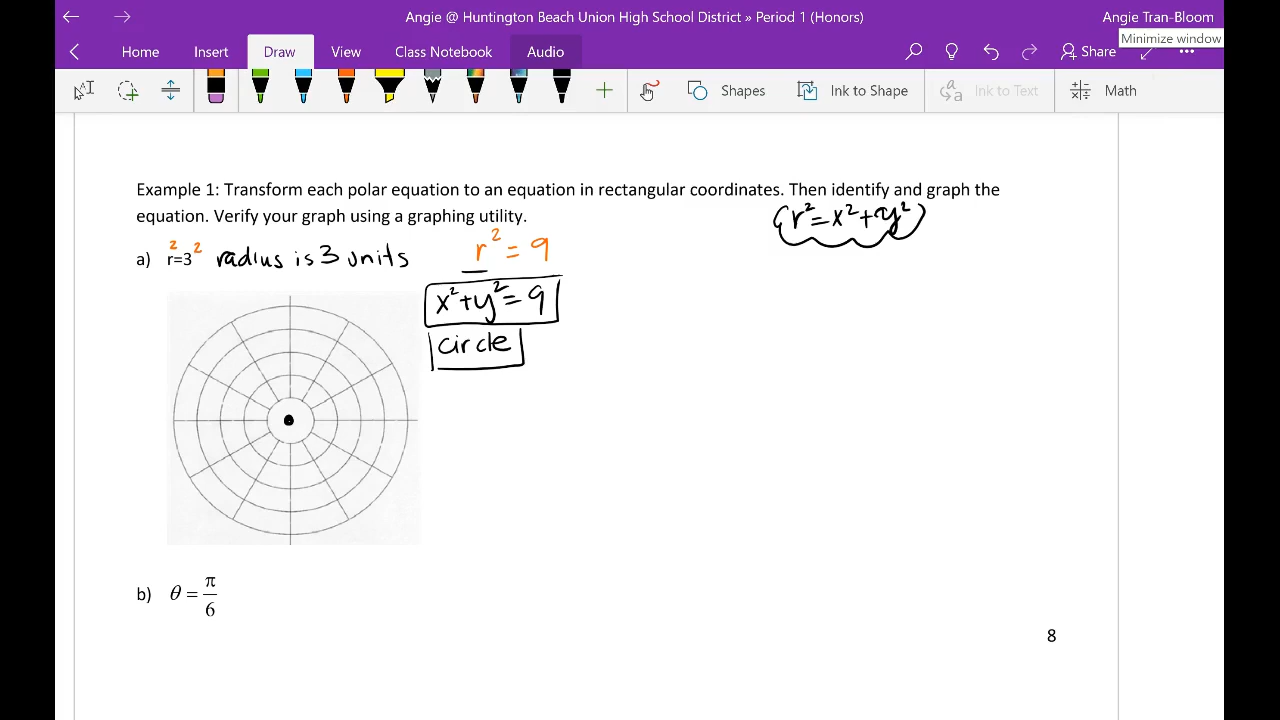 Angie @ Huntington Beach Union High School District » Period 1 (Honors)
Angie Tran-Bloom
Minimize window
Home Insert Draw View Class Notebook Audio Share
Shapes Ink to Shape Ink to Text Math
Example 1: Transform each polar equation to an equation in rectangular coordinates. Then identify and graph the
equation. Verify your graph using a graphing utility.
(r²=x²+y²)
a) r²=3² radius is 3 units r² = 9
x²+y² = 9
circle
b) θ = π/6
8